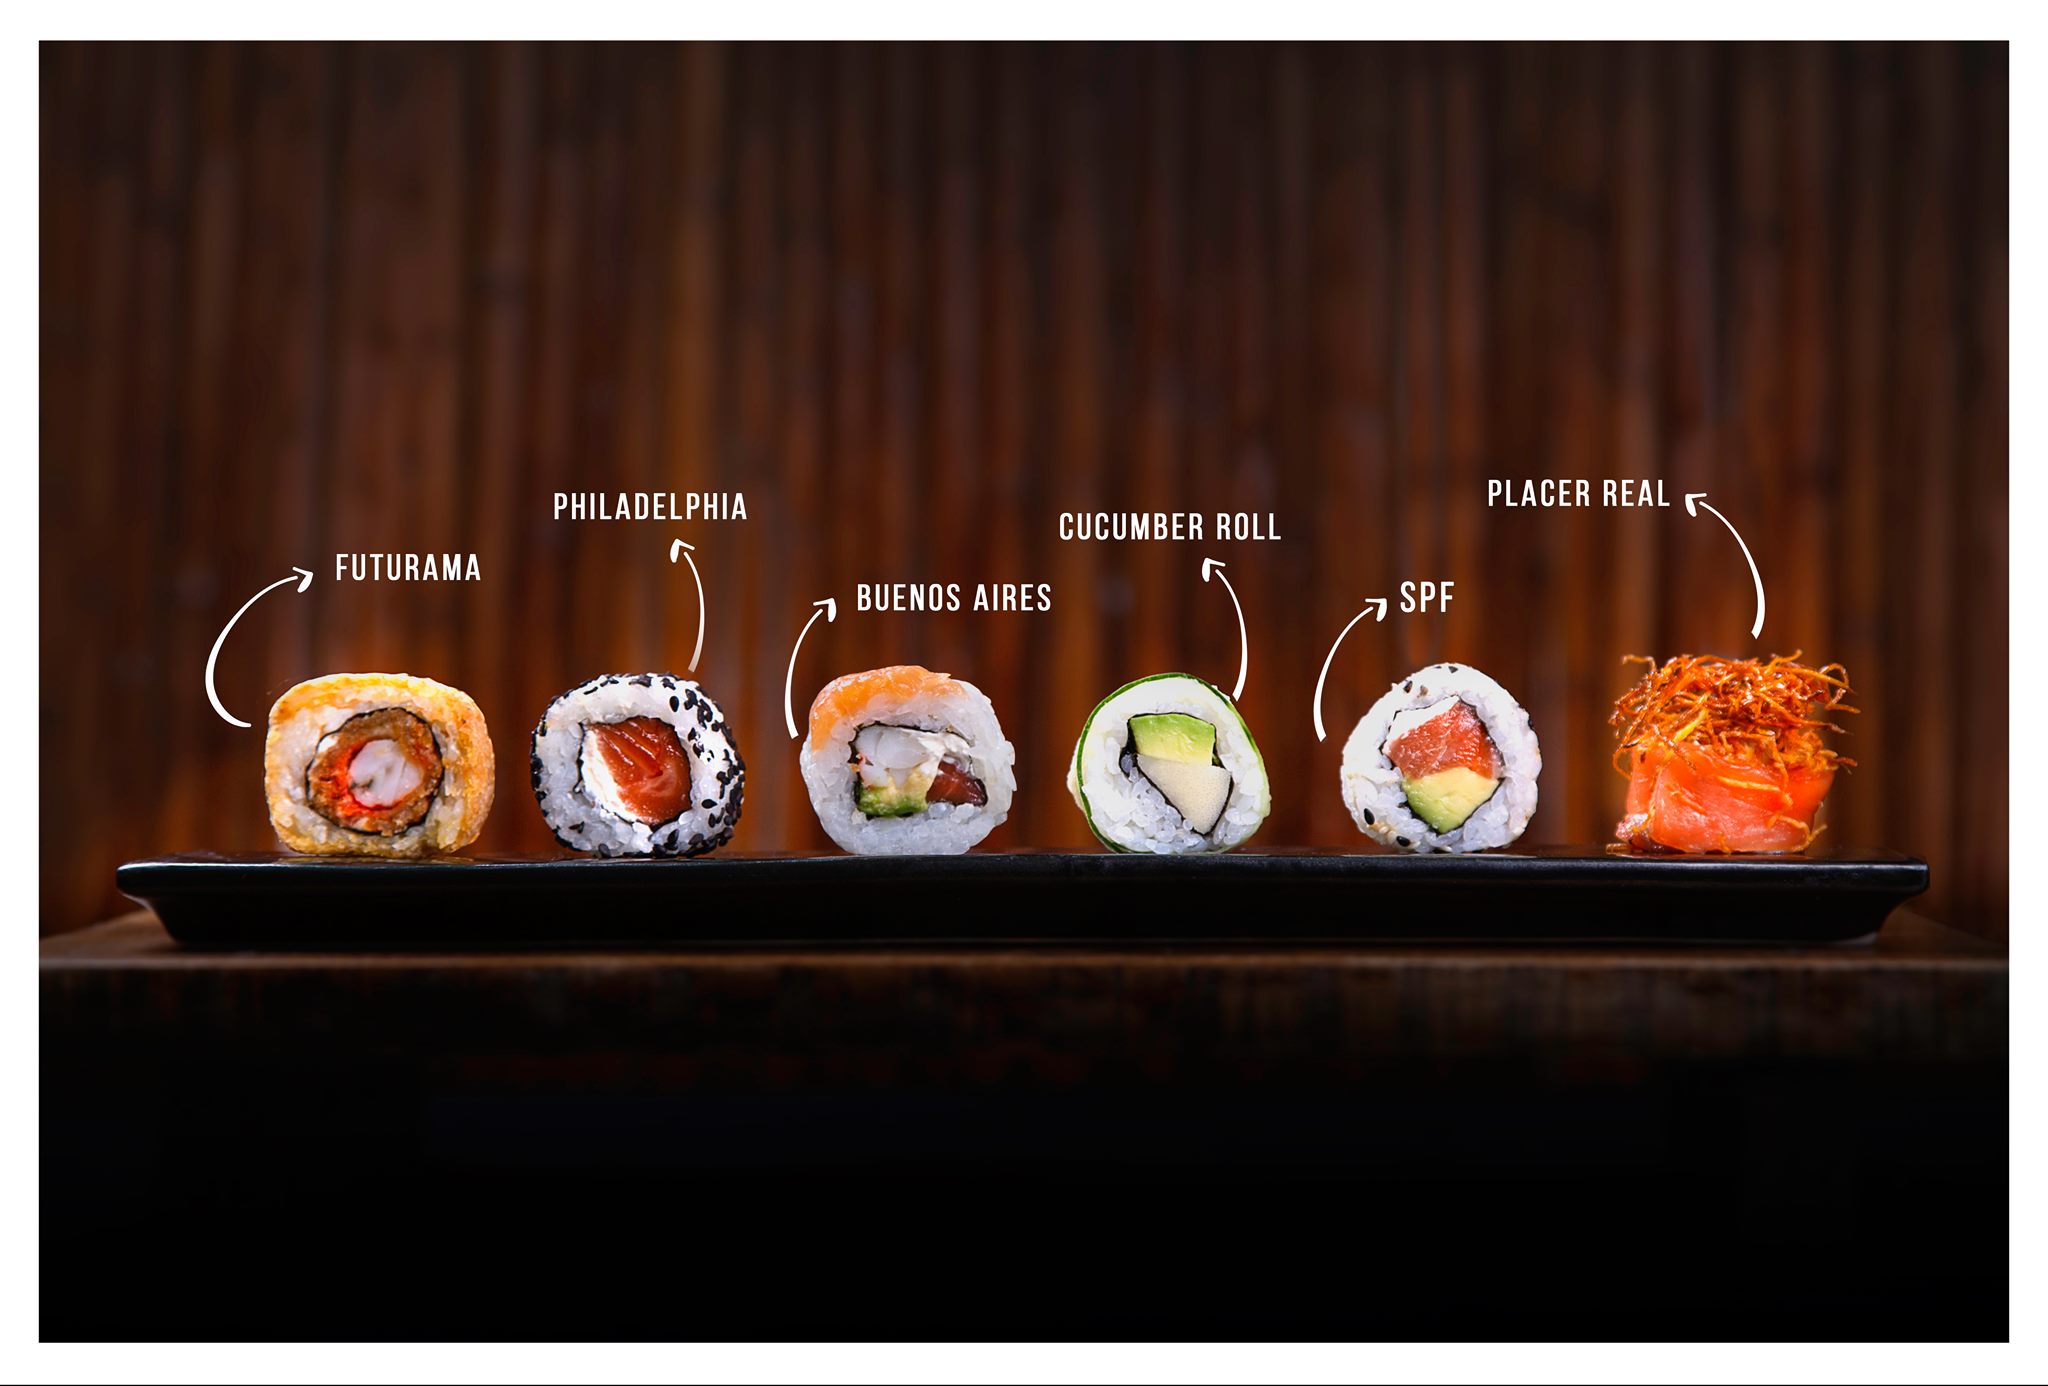 FUTURAMA
PHILADELPHIA
BUENOS AIRES
CUCUMBER ROLL
SPF
PLACER REAL